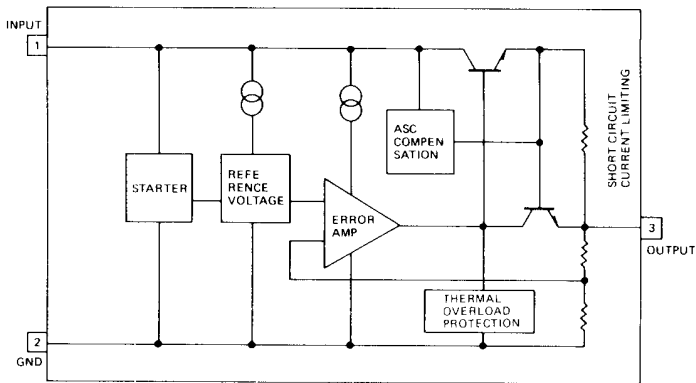 INPUT
1
SHORT CIRCUIT
CURRENT LIMITING
ASC
COMPEN
SATION
STARTER
REFE
RENCE
VOLTAGE
ERROR
AMP
3
OUTPUT
THERMAL
OVERLOAD
PROTECTION
2
GND